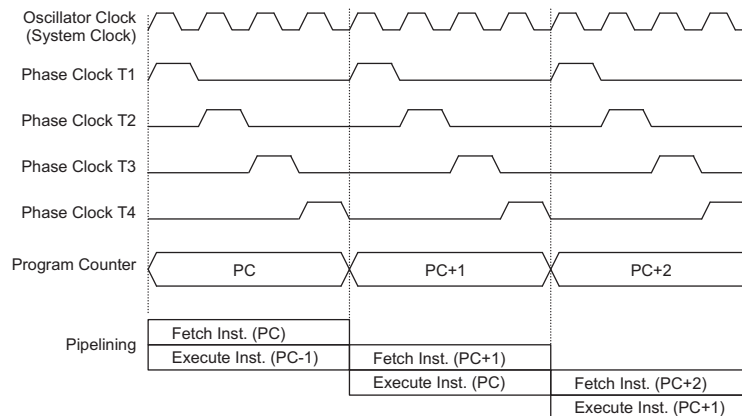 Oscillator Clock
(System Clock)
Phase Clock T1
Phase Clock T2
Phase Clock T3
Phase Clock T4
Program Counter
PC
PC+1
PC+2
Pipelining
Fetch Inst. (PC)
Execute Inst. (PC-1)
Fetch Inst. (PC+1)
Execute Inst. (PC)
Fetch Inst. (PC+2)
Execute Inst. (PC+1)